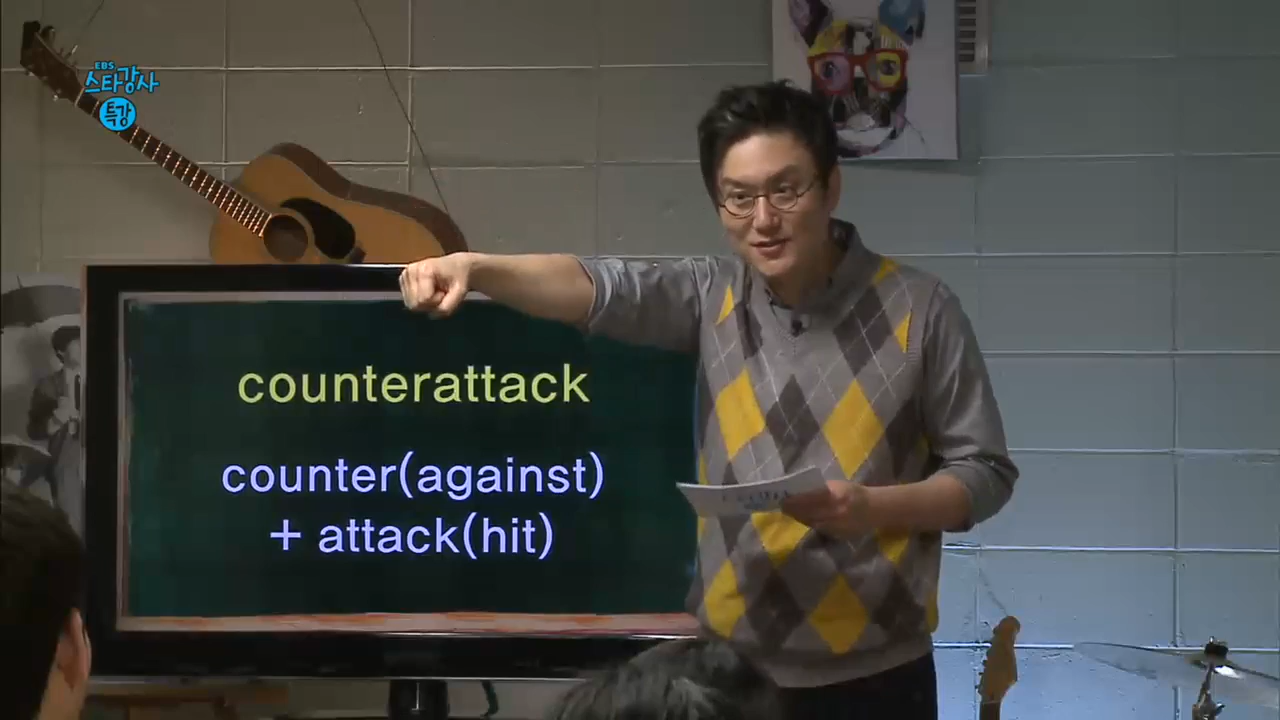 EBS
스타강사
특강
counterattack
counter(against)
+ attack(hit)